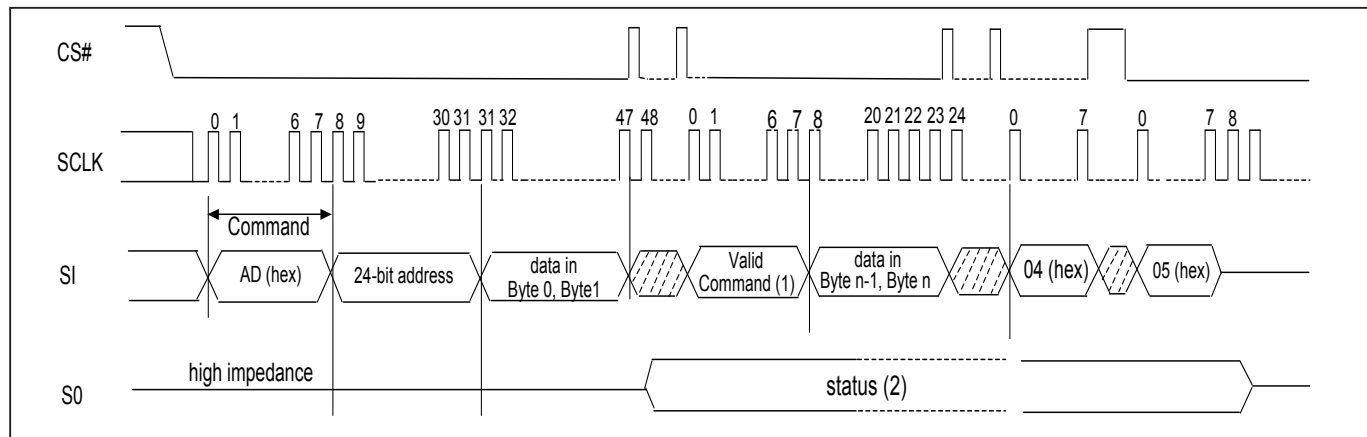 CS#
0 1 6 7 8 9 30 31 31 32 47 48 0 1 6 7 8 20 21 22 23 24 0 7 0 7 8
SCLK
Command
SI
AD (hex)
24-bit address
data in
Byte 0, Byte1
Valid
Command (1)
data in
Byte n-1, Byte n
04 (hex)
05 (hex)
high impedance
S0
status (2)